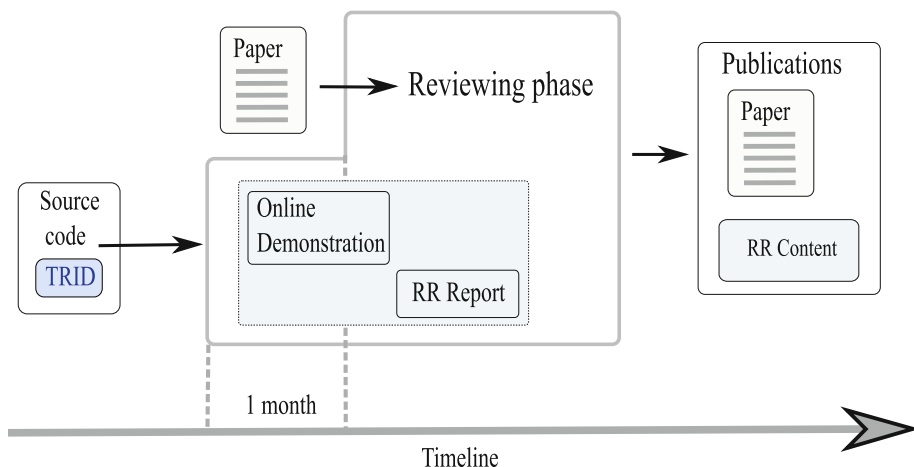 Paper
Reviewing phase
Publications
Paper
Source
code
TRID
Online
Demonstration
RR Report
RR Content
1 month
Timeline